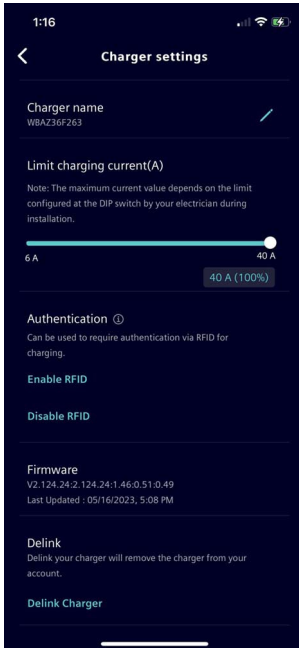 1:16
Charger settings
Charger name
WBAZ36F263
Limit charging current(A)
Note: The maximum current value depends on the limit
configured at the DIP switch by your electrician during
installation.
6 A
40 A
40 A (100%)
Authentication
Can be used to require authentication via RFID for
charging.
Enable RFID
Disable RFID
Firmware
V2.124.24:2.124.24:1.46:0.51:0.49
Last Updated : 05/16/2023, 5:08 PM
Delink
Delink your charger will remove the charger from your
account.
Delink Charger